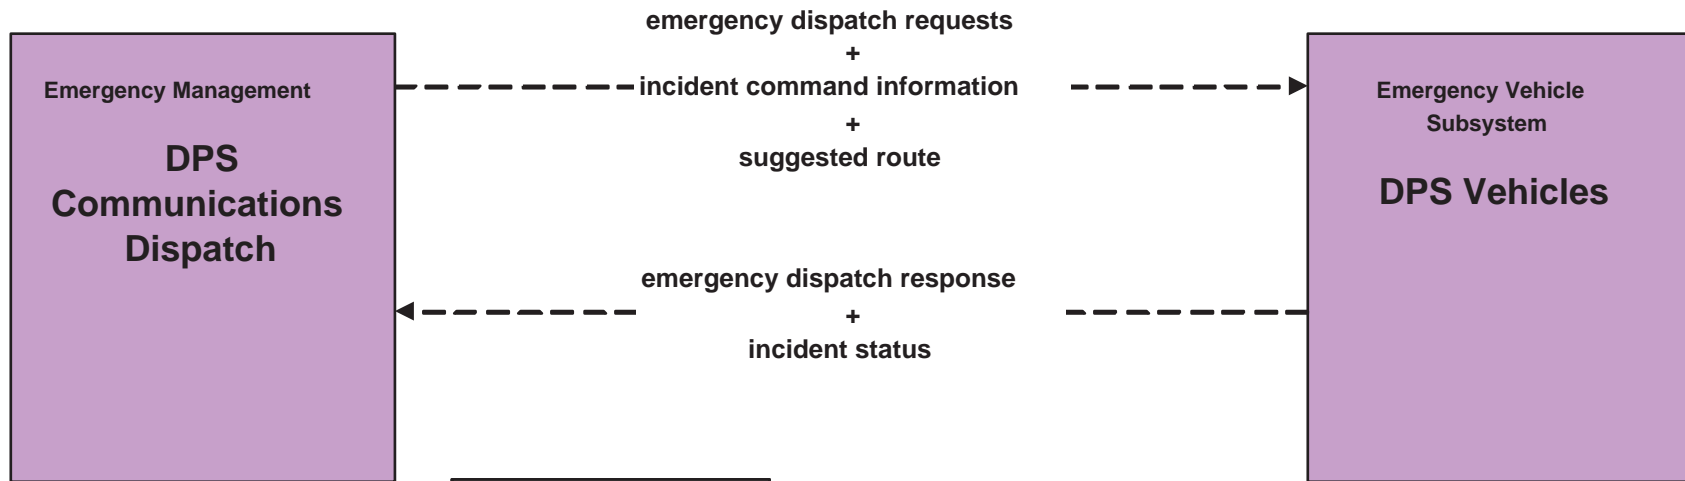 Emergency Management
DPS
Communications
Dispatch
emergency dispatch requests
+
incident command information
+
suggested route
emergency dispatch response
+
incident status
Emergency Vehicle
Subsystem
DPS Vehicles